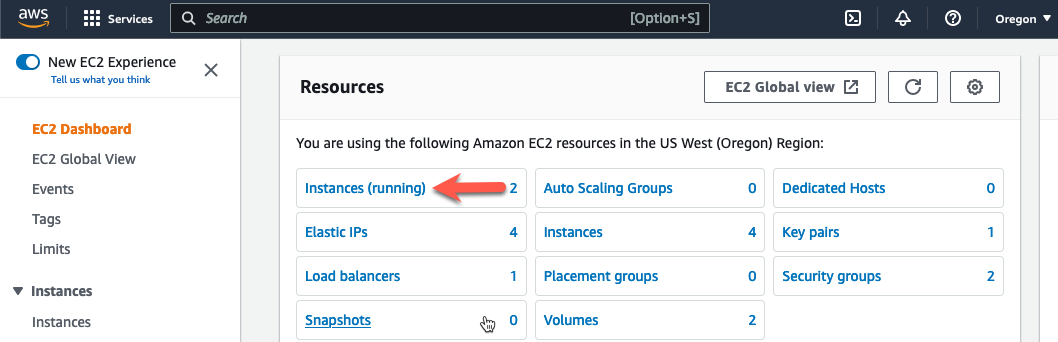 aws Services Search [Option+S] Oregon
New EC2 Experience
Tell us what you think
EC2 Dashboard
EC2 Global View
Events
Tags
Limits
Instances
Instances
Resources EC2 Global view
You are using the following Amazon EC2 resources in the US West (Oregon) Region:
Instances (running) 2 Auto Scaling Groups 0 Dedicated Hosts 0
Elastic IPs 4 Instances 4 Key pairs 1
Load balancers 1 Placement groups 0 Security groups 2
Snapshots 0 Volumes 2